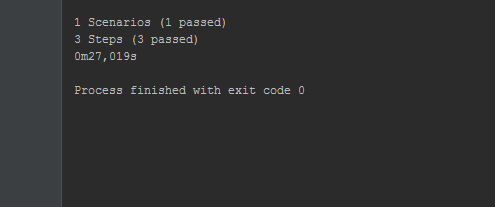 1 Scenarios (1 passed)
3 Steps (3 passed)
0m27,019s
Process finished with exit code 0